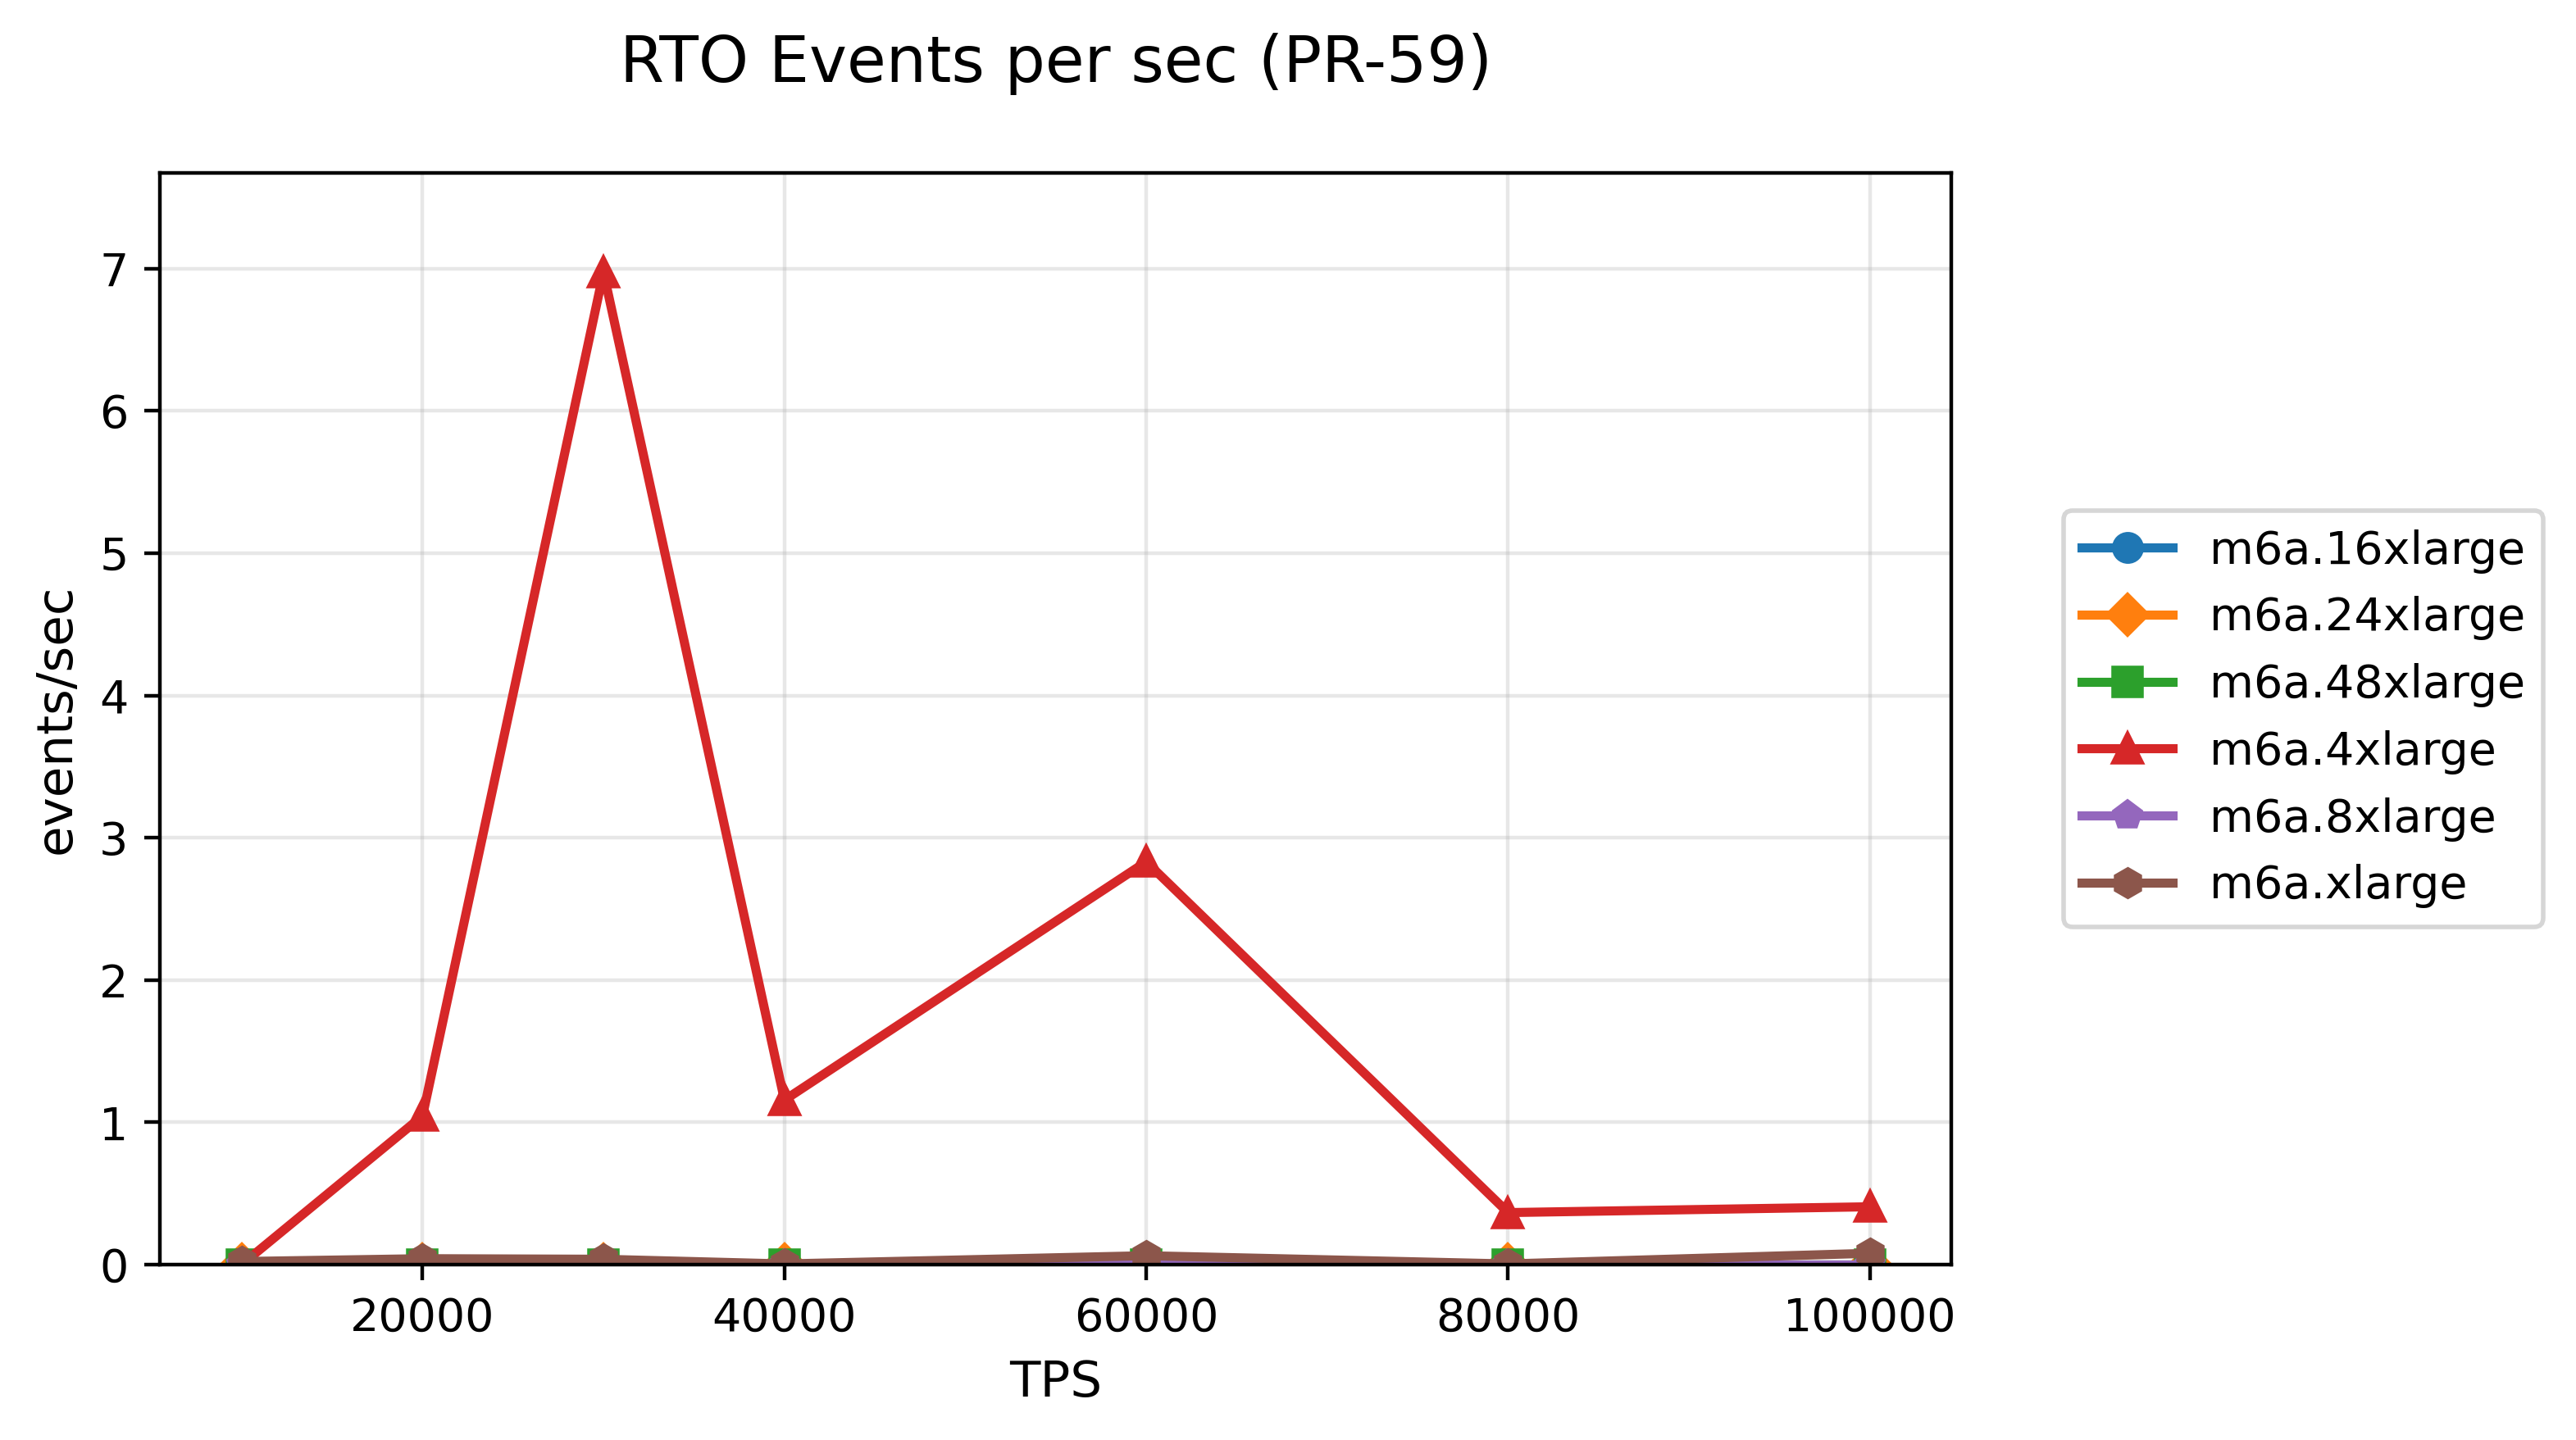 RTO Events per sec (PR-59)
7
6
5
4
3
2
1
0
events/sec
20000
40000
60000
80000
100000
TPS
m6a.16xlarge
m6a.24xlarge
m6a.48xlarge
m6a.4xlarge
m6a.8xlarge
m6a.xlarge